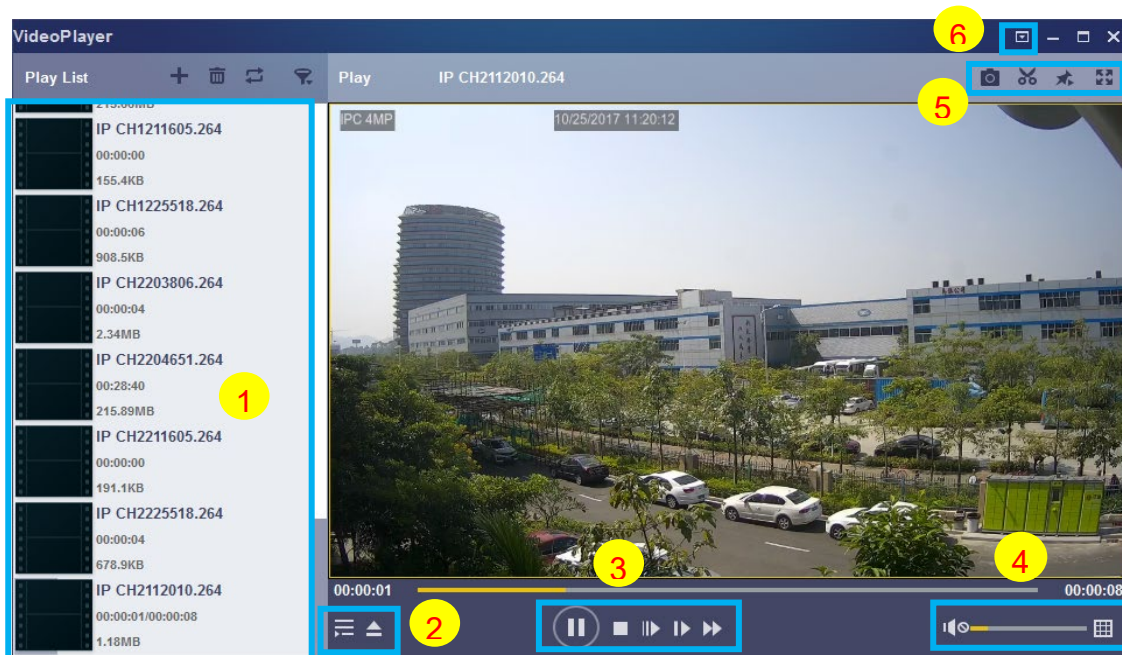 VideoPlayer
6
Play List
Play
IP CH2112010.264
5
IPC 4MP
10/25/2017 11:20:12
215.00MB
IP CH1211605.264
00:00:00
155.4KB
IP CH1225518.264
00:00:06
908.5KB
IP CH2203806.264
00:00:04
2.34MB
IP CH2204651.264
00:28:40
215.89MB
1
IP CH2211605.264
00:00:00
191.1KB
IP CH2225518.264
00:00:04
678.9KB
IP CH2112010.264
00:00:01/00:00:08
1.18MB
3
4
00:00:01
00:00:08
2